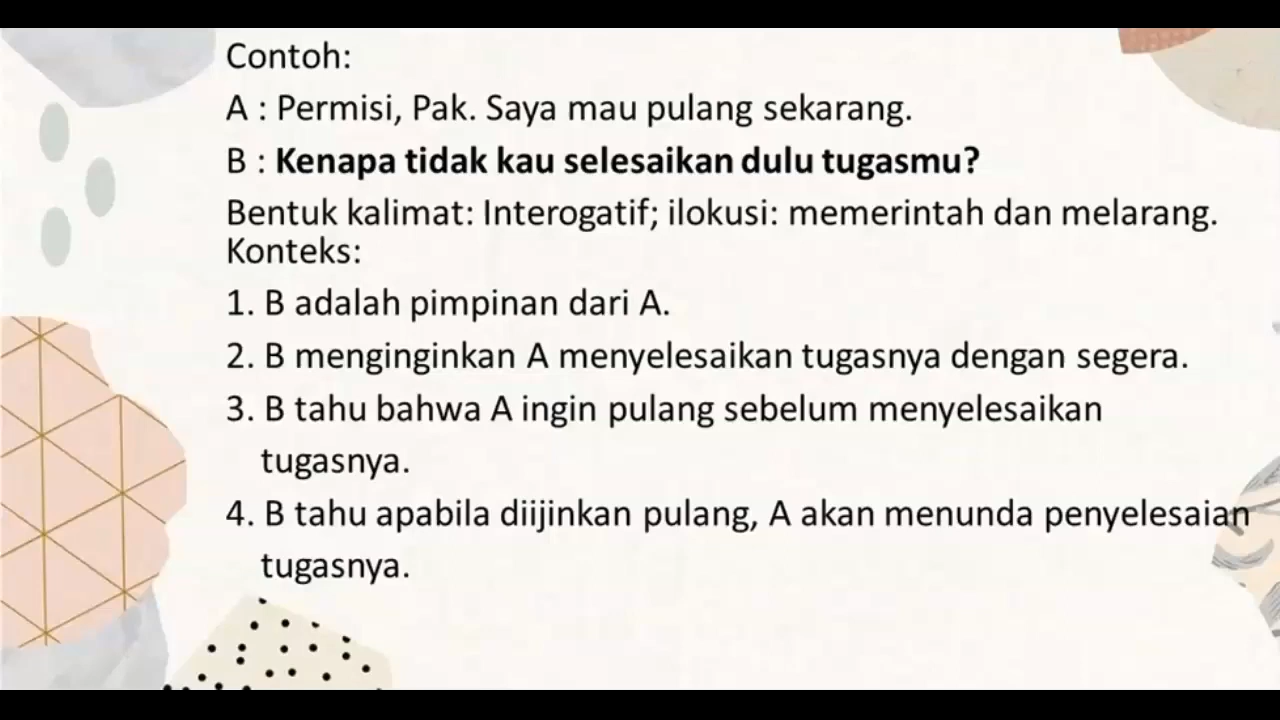 Contoh:
A : Permisi, Pak. Saya mau pulang sekarang.
B : Kenapa tidak kau selesaikan dulu tugasmu?
Bentuk kalimat: Interogatif; ilokusi: memerintah dan melarang.
Konteks:
1. B adalah pimpinan dari A.
2. B menginginkan A menyelesaikan tugasnya dengan segera.
3. B tahu bahwa A ingin pulang sebelum menyelesaikan
tugasnya.
4. B tahu apabila diijinkan pulang, A akan menunda penyelesaian
tugasnya.